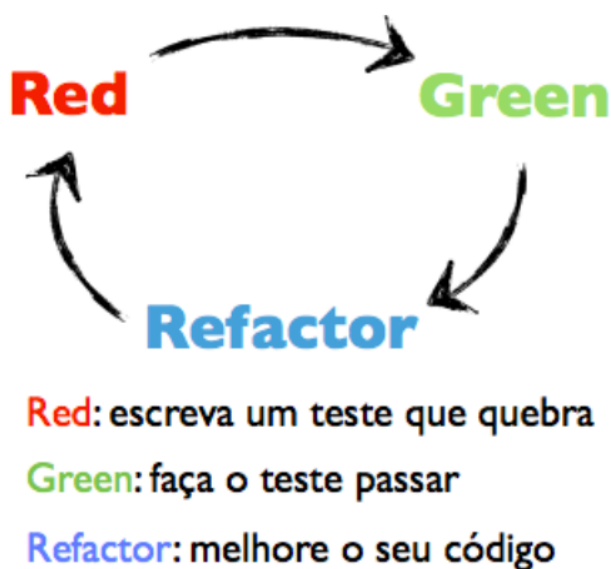 Red
Green
Refactor
Red: escreva um teste que quebra
Green: faça o teste passar
Refactor: melhore o seu código